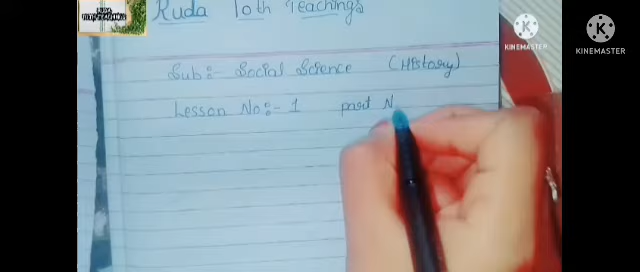 Ruda 10th Teachings
KINEMASTER
KINEMASTER
Sub:- Social Science (History)
Lesson No:- 1 part N